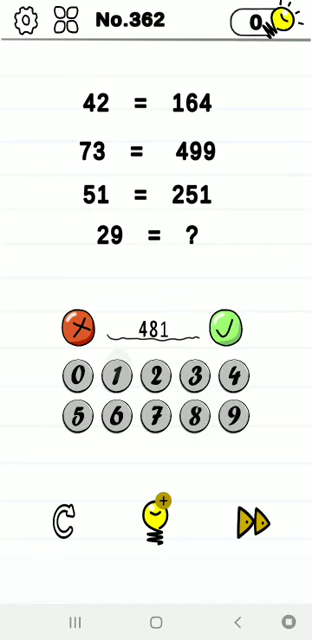 No.362
0
42 = 164
73 = 499
51 = 251
29 = ?
481
0 1 2 3 4
5 6 7 8 9